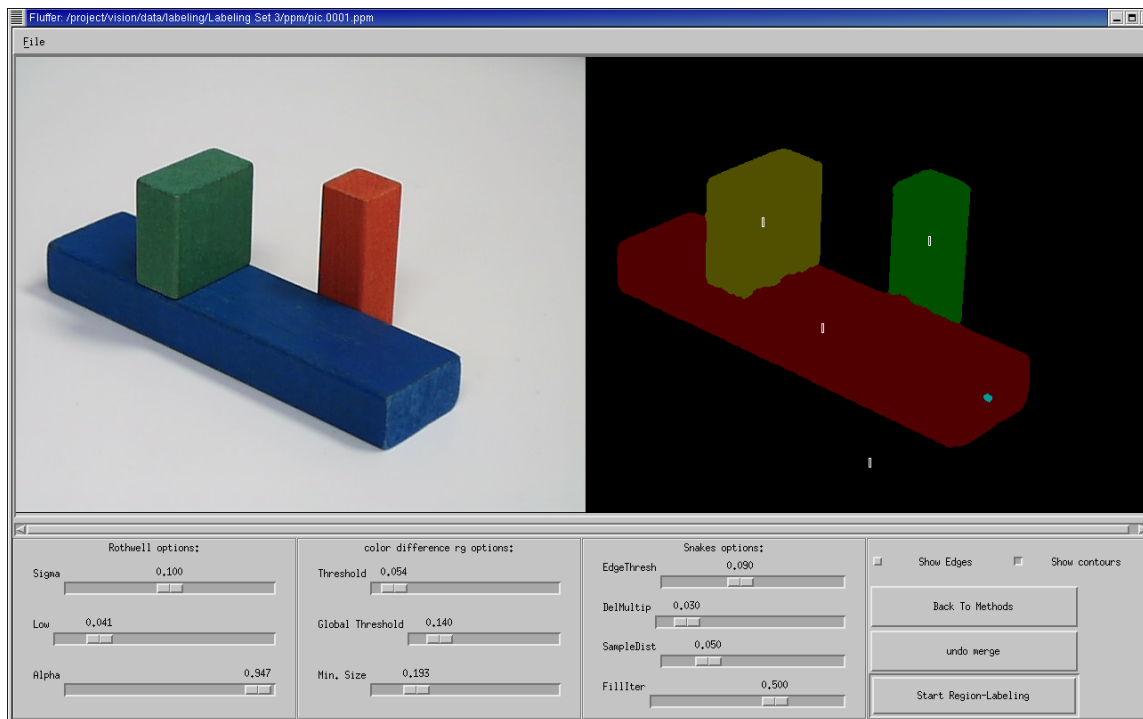 Fluffer: /project/vision/data/labeling/Labeling Set 3/ppm/pic.0001.ppm
File
Rothwell options:
Sigma 0.100
Low 0.041
Alpha 0.947
color difference rg options:
Threshold 0.054
Global Threshold 0.140
Min. Size 0.193
Snakes options:
EdgeThresh 0.090
DelMultip 0.030
SampleDist 0.050
FillIter 0.500
Show Edges Show contours
Back To Methods
undo merge
Start Region-Labeling